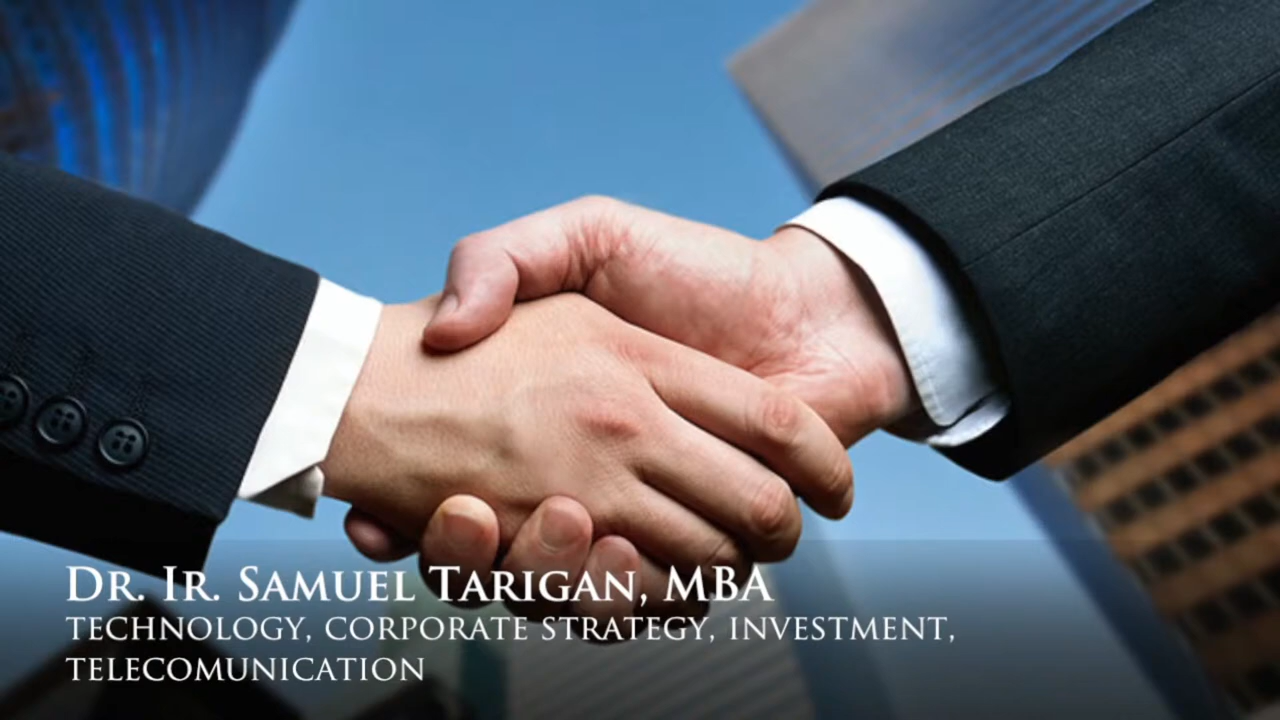 Dr. Ir. Samuel Tarigan, MBA
technology, corporate strategy, investment,
telecomunication